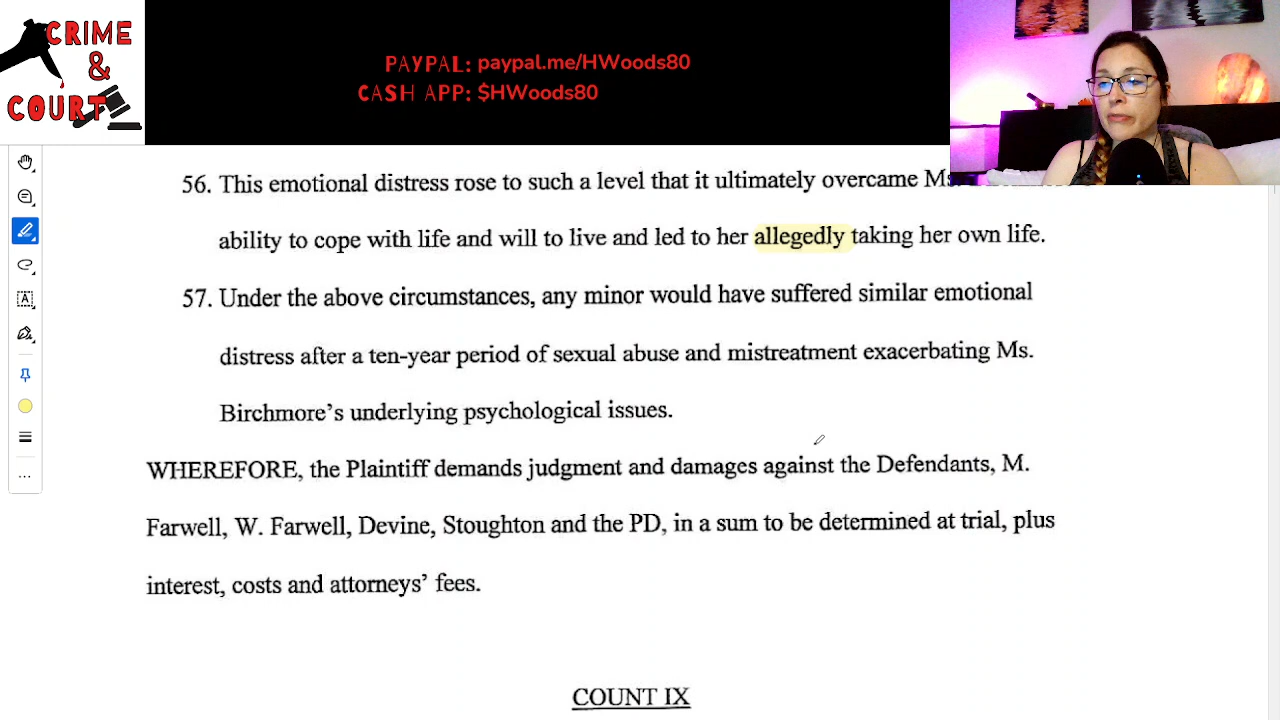 CRIME
&
COURT
PAYPAL: paypal.me/HWoods80
CASH APP: $HWoods80
56. This emotional distress rose to such a level that it ultimately overcame Ms.
ability to cope with life and will to live and led to her allegedly taking her own life.
57. Under the above circumstances, any minor would have suffered similar emotional
distress after a ten-year period of sexual abuse and mistreatment exacerbating Ms.
Birchmore's underlying psychological issues.
WHEREFORE, the Plaintiff demands judgment and damages against the Defendants, M.
Farwell, W. Farwell, Devine, Stoughton and the PD, in a sum to be determined at trial, plus
interest, costs and attorneys' fees.
COUNT IX